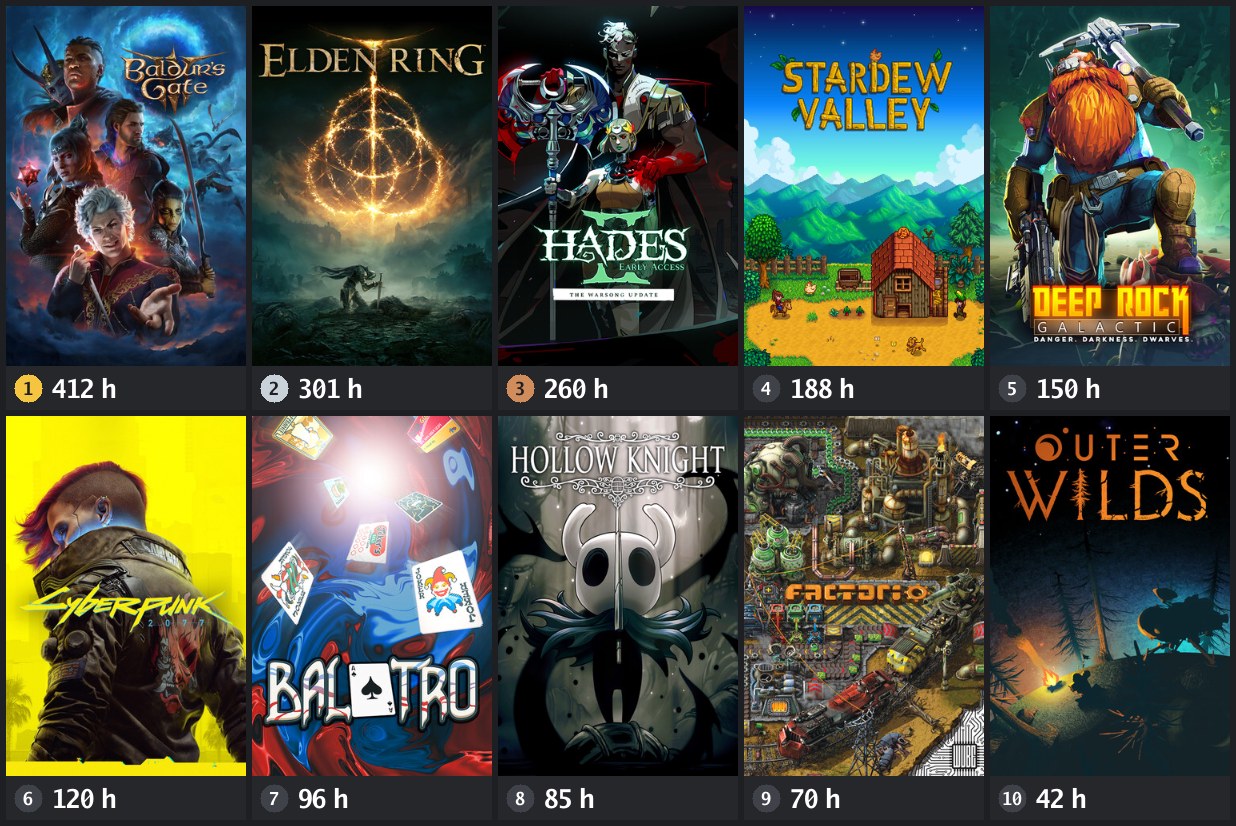 BALDUR'S
GATE
ELDEN RING
II
HADES
EARLY ACCESS
THE WARSONG UPDATE
STARDEW
VALLEY
DEEP ROCK
GALACTIC
DANGER. DARKNESS. DWARVES.
1 412 h
2 301 h
3 260 h
4 188 h
5 150 h
CYBERPUNK
2077
JOKER
JOKER
BALATRO
A
HOLLOW KNIGHT
FACTORIO
OUTER
WILDS
6 120 h
7 96 h
8 85 h
9 70 h
10 42 h